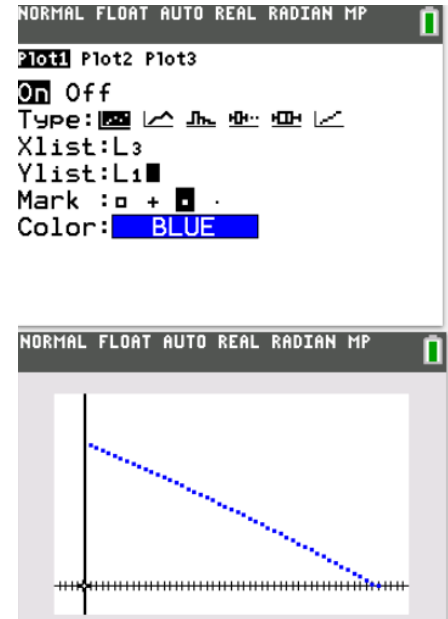 NORMAL FLOAT AUTO REAL RADIAN MP
Plot1 Plot2 Plot3
On Off
Type:
Xlist:L₃
Ylist:L₁
Mark :▫ + ▪ ·
Color: BLUE
NORMAL FLOAT AUTO REAL RADIAN MP